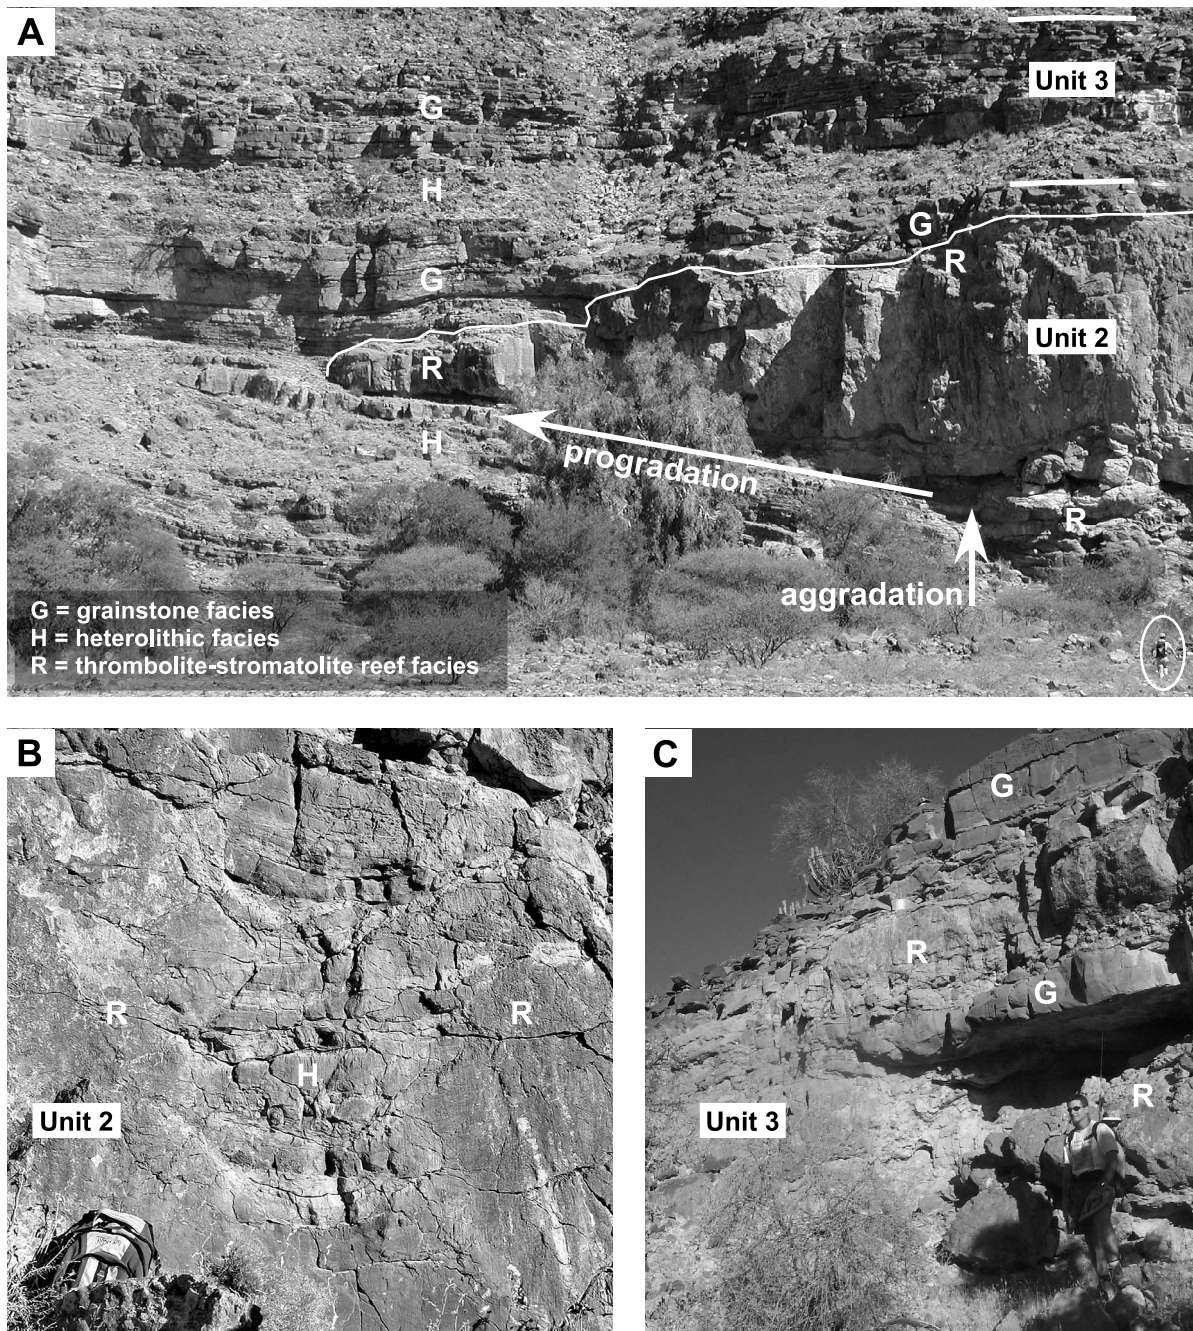 A
Unit 3
G
H
G
R
G
Unit 2
R
H
progradation
R
aggradation
G = grainstone facies
H = heterolithic facies
R = thrombolite-stromatolite reef facies
B
R
R
H
Unit 2
C
G
R
G
R
Unit 3